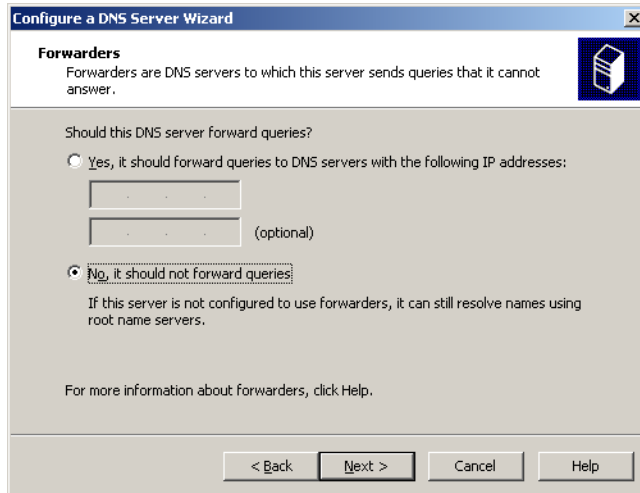 Configure a DNS Server Wizard
Forwarders
Forwarders are DNS servers to which this server sends queries that it cannot
answer.
Should this DNS server forward queries?
Yes, it should forward queries to DNS servers with the following IP addresses:
. . .
. . . (optional)
No, it should not forward queries
If this server is not configured to use forwarders, it can still resolve names using
root name servers.
For more information about forwarders, click Help.
< Back Next > Cancel Help